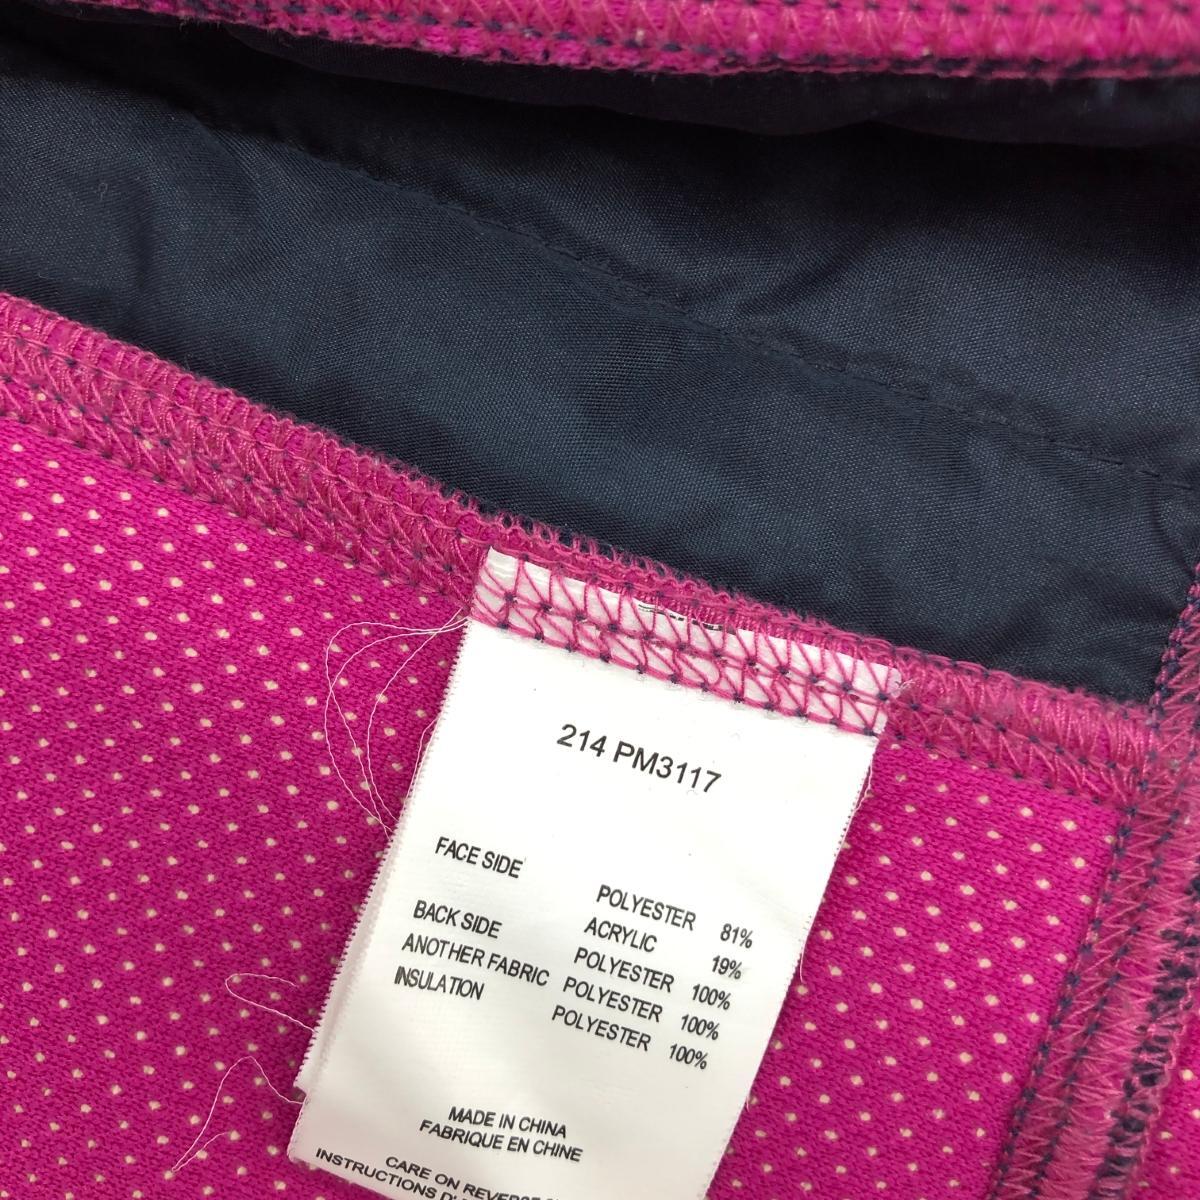 214 PM3117
FACE SIDE POLYESTER 81%
ACRYLIC 19%
BACK SIDE POLYESTER 100%
ANOTHER FABRIC POLYESTER 100%
INSULATION POLYESTER 100%
MADE IN CHINA
FABRIQUE EN CHINE
CARE ON REVERSE
INSTRUCTIONS